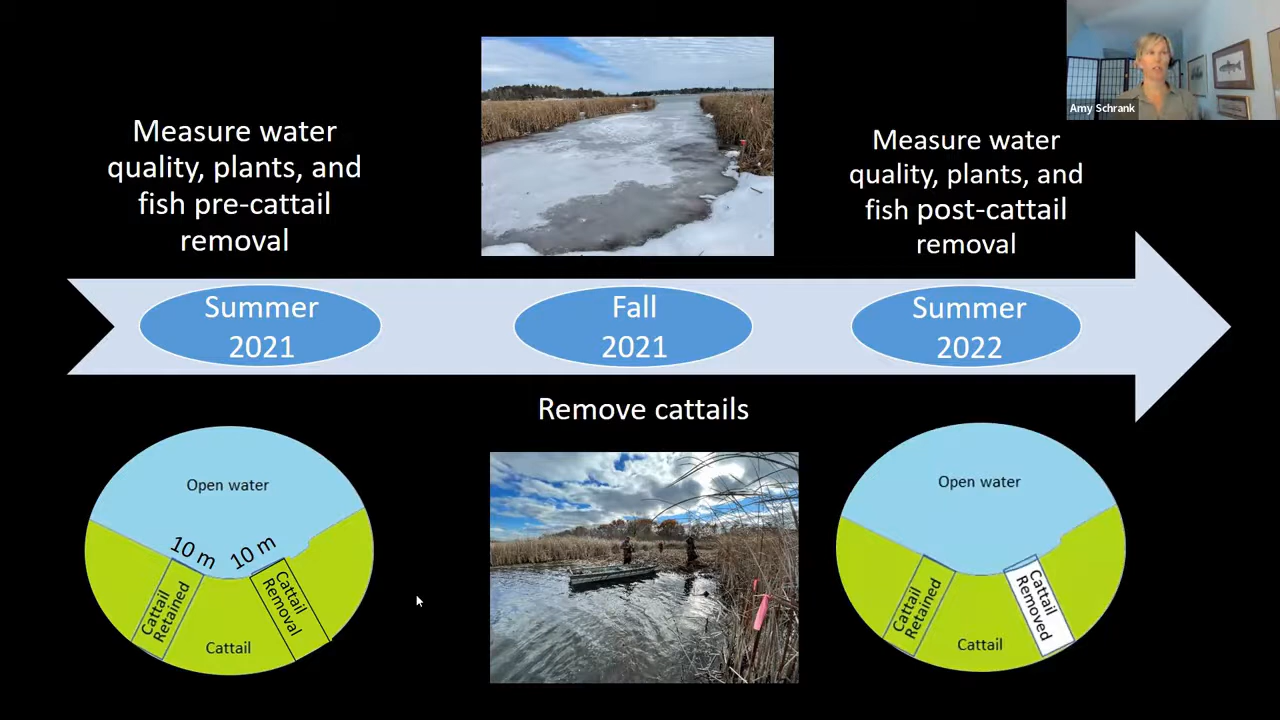 Amy Schrank
Measure water
quality, plants, and
fish pre-cattail
removal
Measure water
quality, plants, and
fish post-cattail
removal
Summer
2021
Fall
2021
Summer
2022
Remove cattails
Open water
10 m
10 m
Cattail
Retained
Cattail
Removal
Cattail
Open water
Cattail
Retained
Cattail
Removed
Cattail